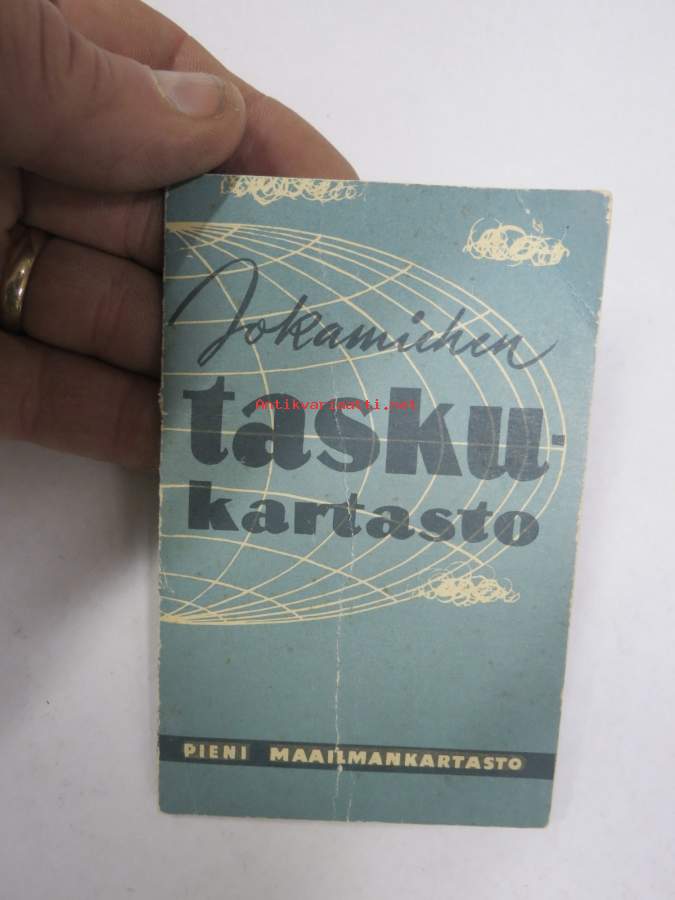 Jokamiehen
tasku-
Antikvariaatti.net
kartasto
PIENI MAAILMANKARTASTO